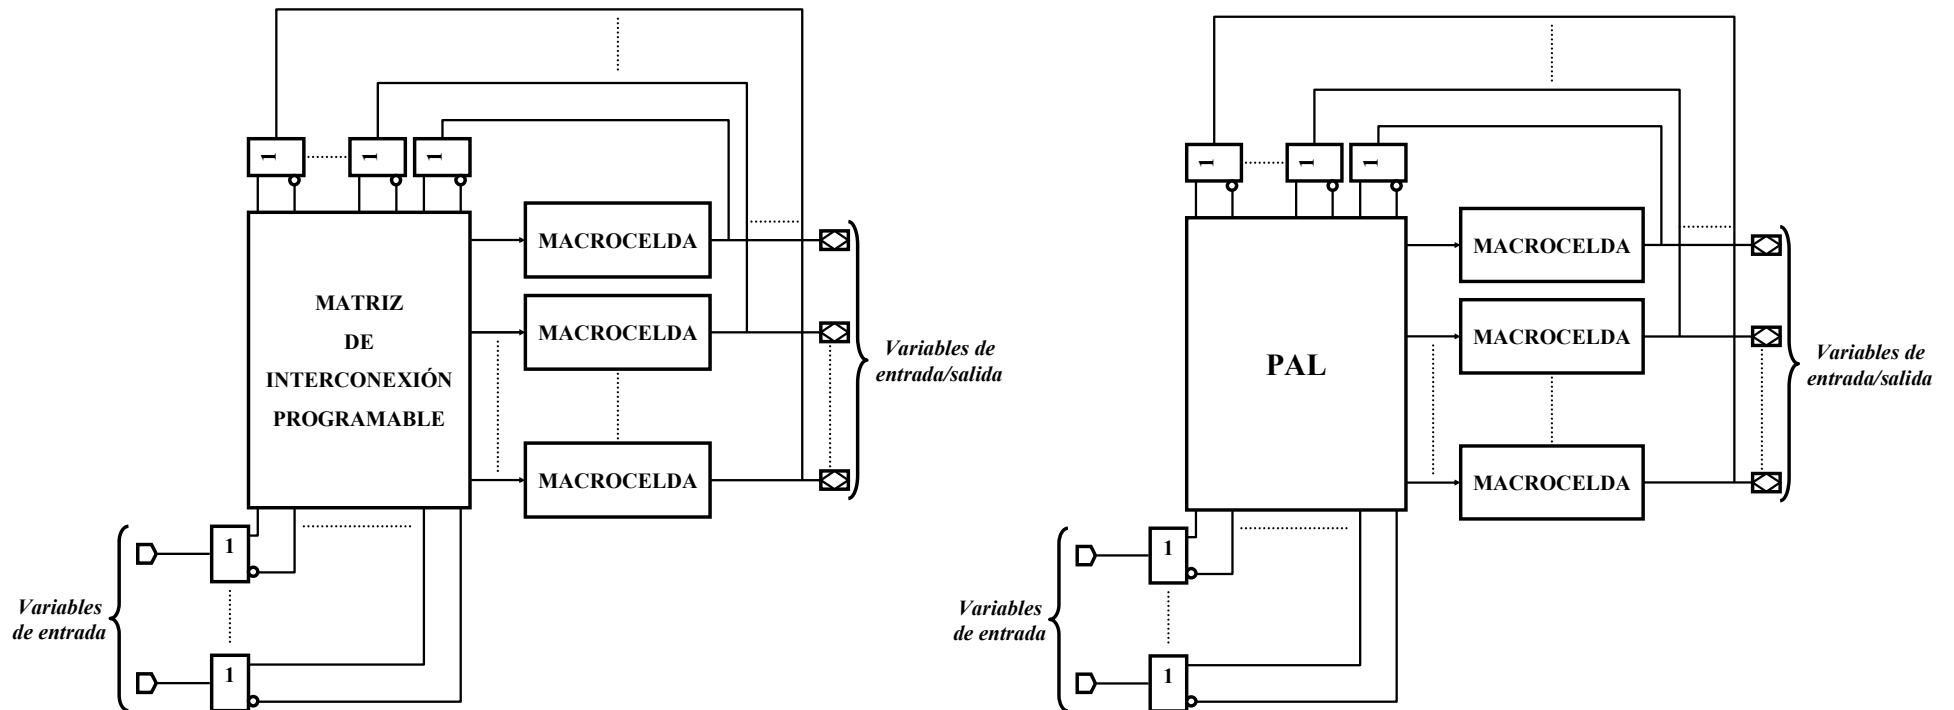 1
1
1
MACROCELDA
MATRIZ
DE
INTERCONEXIÓN
PROGRAMABLE
MACROCELDA
Variables de
entrada/salida
MACROCELDA
1
Variables
de entrada
1
1
1
1
MACROCELDA
PAL
MACROCELDA
Variables de
entrada/salida
MACROCELDA
1
Variables
de entrada
1